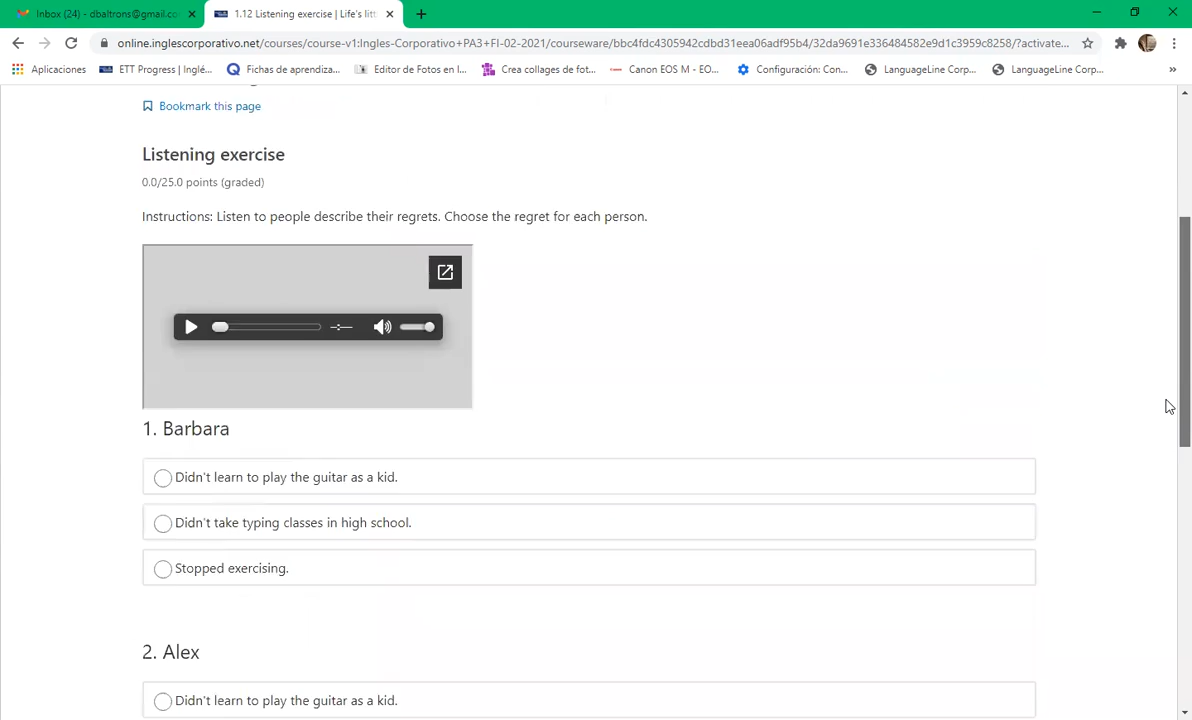 Inbox (24) - dbaltrons@gmail.co
1.12 Listening exercise | Life's litt
online.inglescorporativo.net/courses/course-v1:Ingles-Corporativo+PA3+FI-02-2021/courseware/bbc4fdc4305942cdbd31eea06adf95b4/32da9691e336484582e9d1c3959c8258/?activate...
Aplicaciones
ETT Progress | Inglé...
Fichas de aprendiza...
Editor de Fotos en l...
Crea collages de fot...
Canon EOS M - EO...
Configuración: Con...
LanguageLine Corp...
LanguageLine Corp...
»
Bookmark this page
Listening exercise
0.0/25.0 points (graded)
Instructions: Listen to people describe their regrets. Choose the regret for each person.
-:--
1. Barbara
Didn't learn to play the guitar as a kid.
Didn't take typing classes in high school.
Stopped exercising.
2. Alex
Didn't learn to play the guitar as a kid.